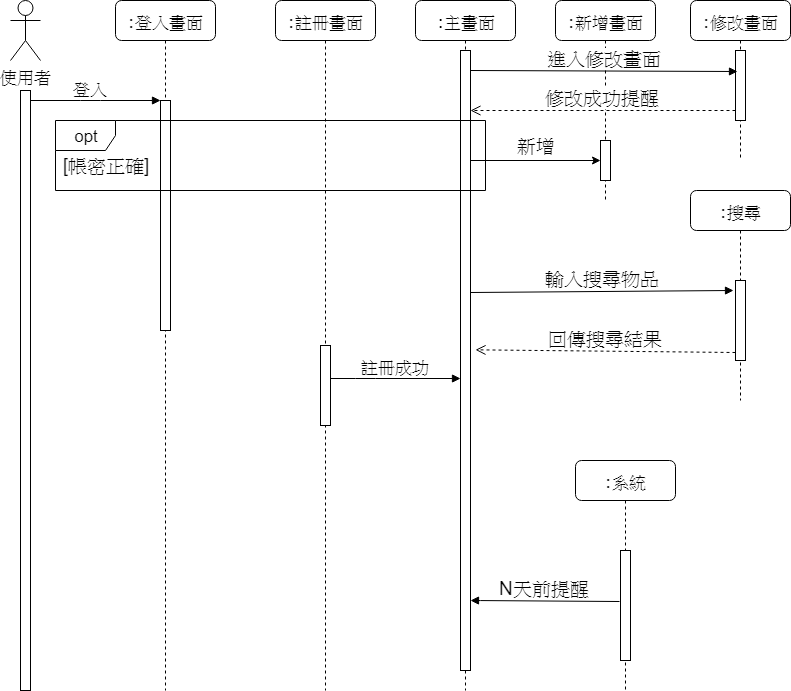 :登入畫面
:註冊畫面
:主畫面
:新增畫面
:修改畫面
使用者
登入
進入修改畫面
修改成功提醒
opt
[帳密正確]
新增
:搜尋
輸入搜尋物品
回傳搜尋結果
註冊成功
:系統
N天前提醒